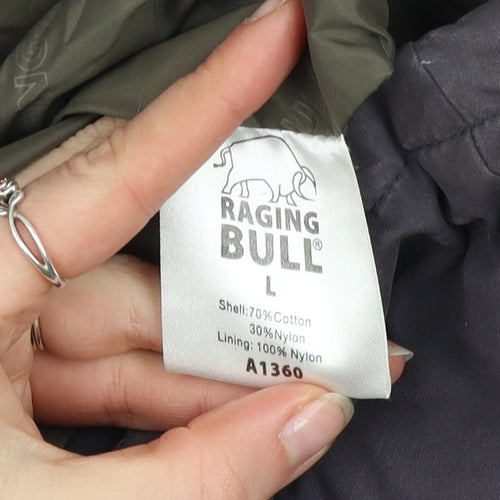 RAGING
BULL®
L
Shell:70%Cotton
30%Nylon
Lining: 100% Nylon
A1360